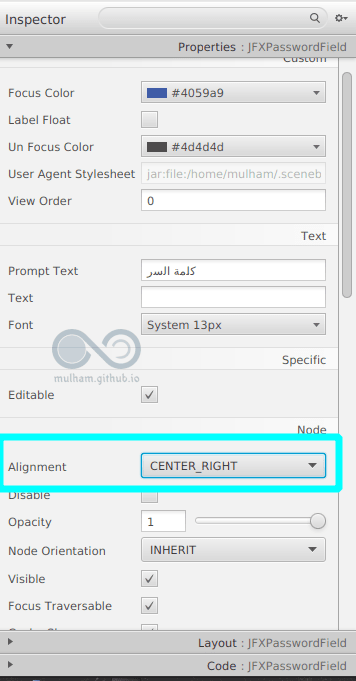 Inspector
Properties : JFXPasswordField
Custom
Focus Color #4059a9
Label Float
Un Focus Color #4d4d4d
User Agent Stylesheet jar:file:/home/mulham/.sceneb
View Order 0
Text
Prompt Text كلمة السر
Text
Font System 13px
mulham.github.io
Specific
Editable
Node
Alignment CENTER_RIGHT
Disable
Opacity 1
Node Orientation INHERIT
Visible
Focus Traversable
Layout : JFXPasswordField
Code : JFXPasswordField